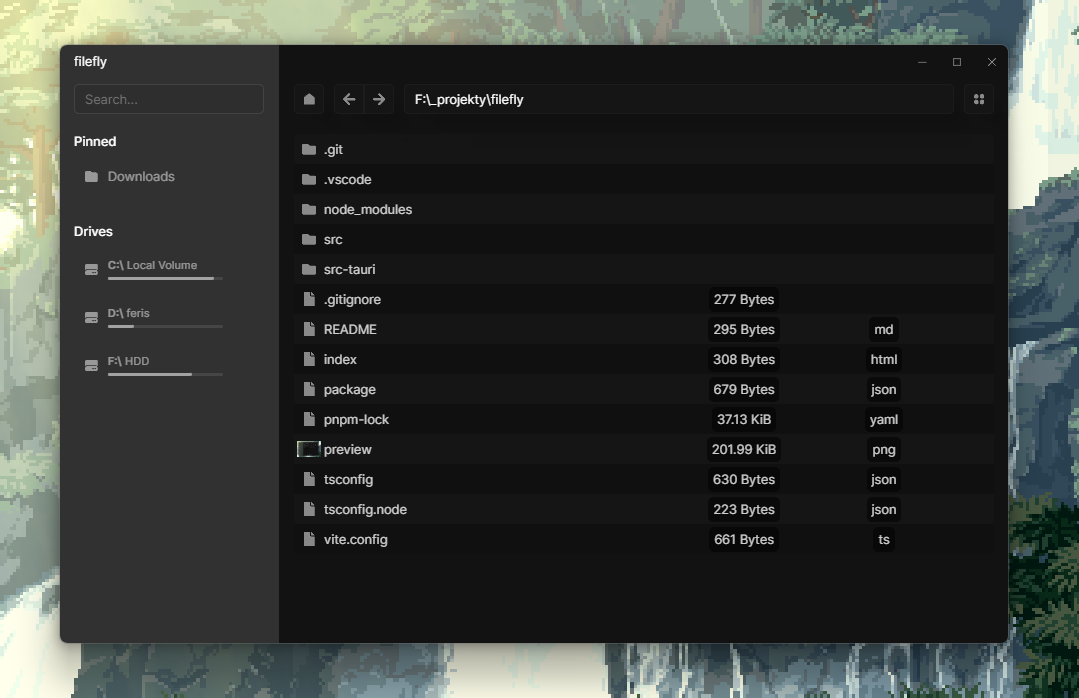 filefly
Search...
Pinned
Downloads
Drives
C:\ Local Volume
D:\ feris
F:\ HDD
F:\_projekty\filefly
.git
.vscode
node_modules
src
src-tauri
.gitignore 277 Bytes
README 295 Bytes md
index 308 Bytes html
package 679 Bytes json
pnpm-lock 37.13 KiB yaml
preview 201.99 KiB png
tsconfig 630 Bytes json
tsconfig.node 223 Bytes json
vite.config 661 Bytes ts